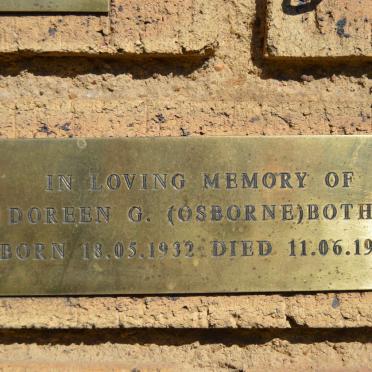 IN LOVING MEMORY OF
DOREEN G. (OSBORNE)BOTH
BORN 18.05.1932 DIED 11.06.19